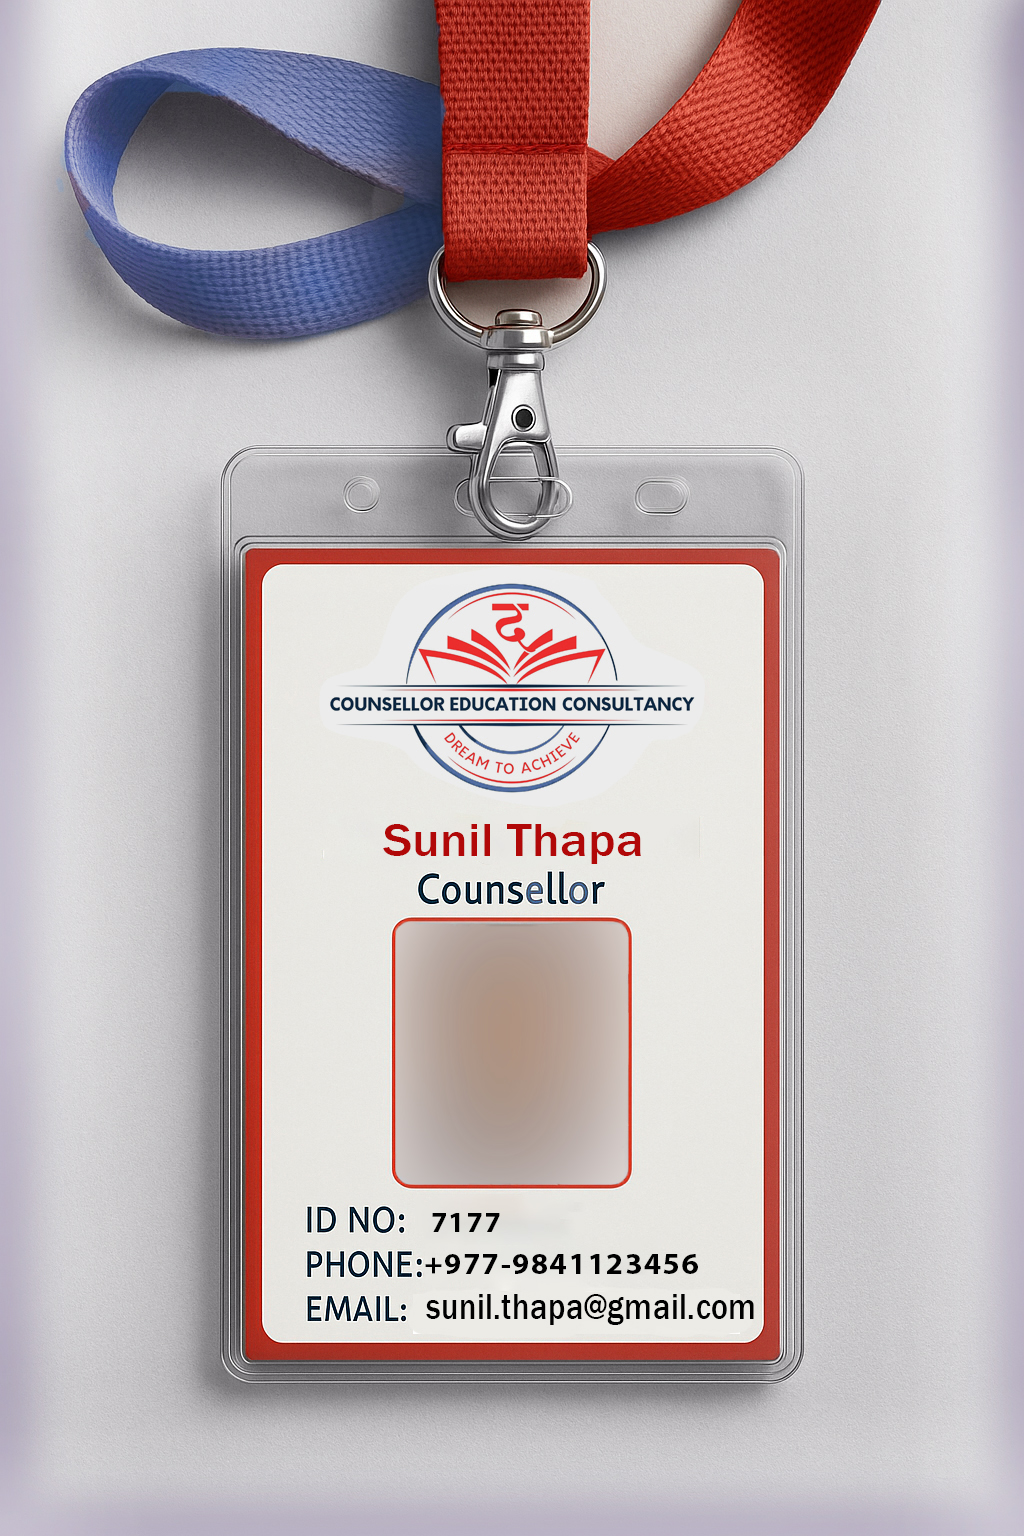 COUNSELLOR EDUCATION CONSULTANCY
DREAM TO ACHIEVE
Sunil Thapa
Counsellor
ID NO: 7177
PHONE:+977-9841123456
EMAIL: sunil.thapa@gmail.com